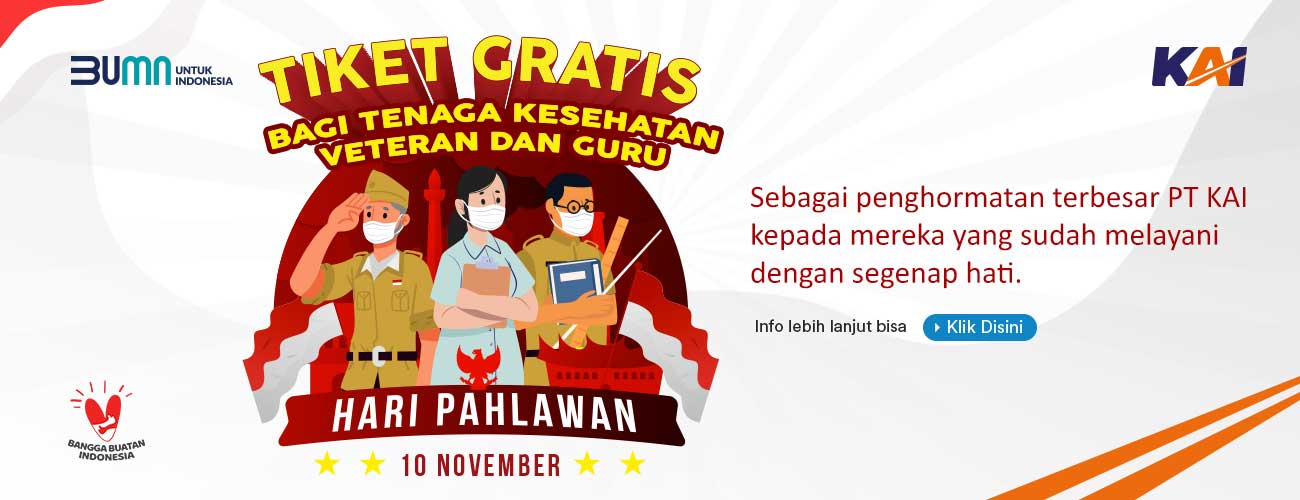 BUMN UNTUK
INDONESIA
TIKET GRATIS
BAGI TENAGA KESEHATAN
VETERAN DAN GURU
HARI PAHLAWAN
10 NOVEMBER
BANGGA BUATAN
INDONESIA
KAI
Sebagai penghormatan terbesar PT KAI
kepada mereka yang sudah melayani
dengan segenap hati.
Info lebih lanjut bisa Klik Disini